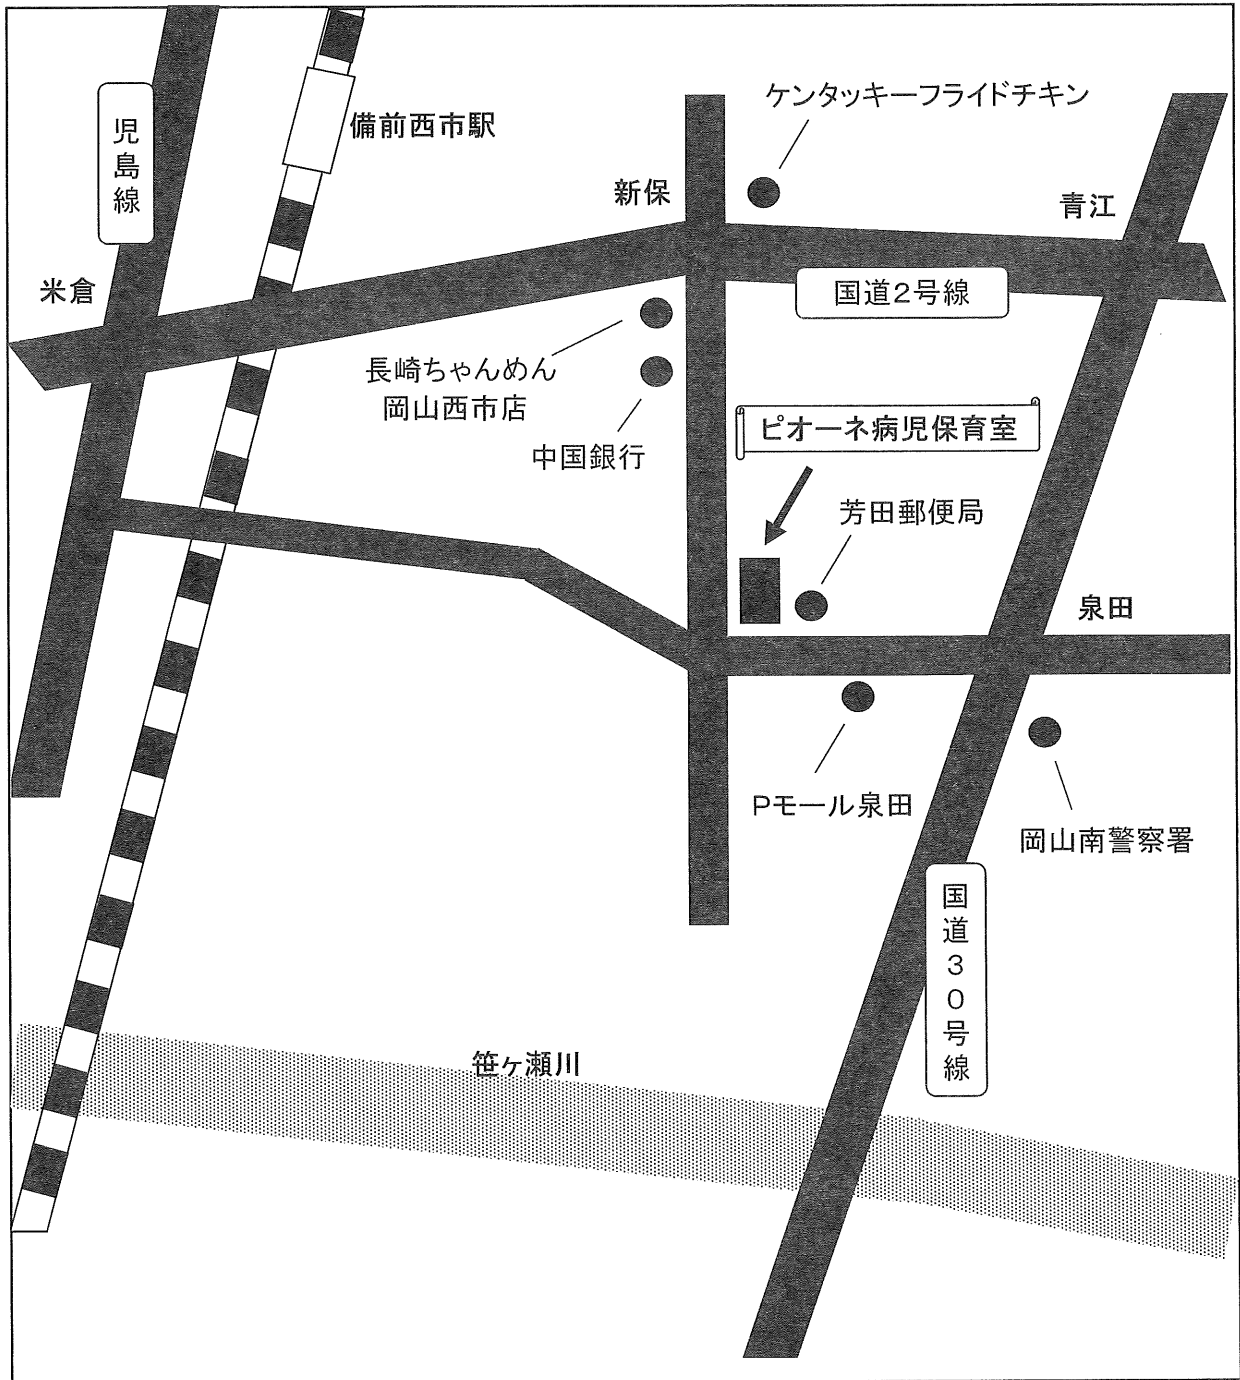 ケンタッキーフライドチキン
児島線
備前西市駅
新保
青江
米倉
国道2号線
長崎ちゃんめん
岡山西市店
中国銀行
ピオーネ病児保育室
芳田郵便局
泉田
Pモール泉田
岡山南警察署
国道30号線
笹ヶ瀬川